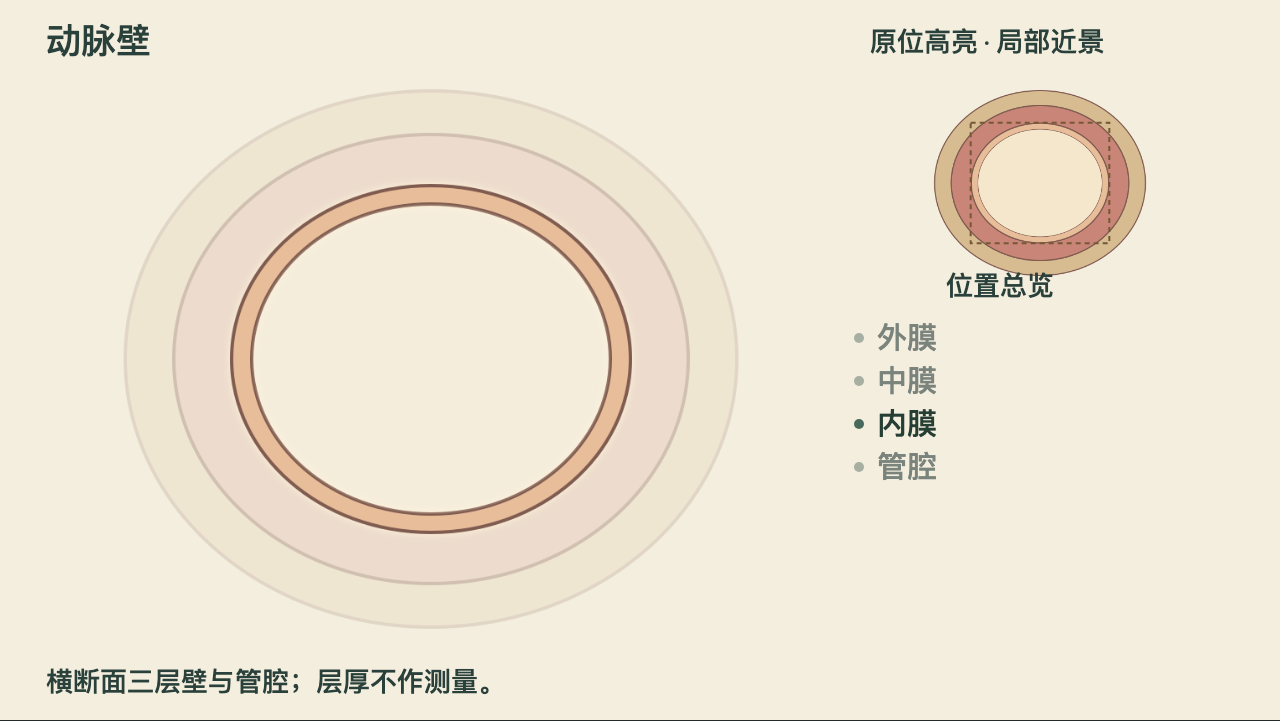 动脉壁
原位高亮 · 局部近景
位置总览
外膜
中膜
内膜
管腔
横断面三层壁与管腔；层厚不作测量。